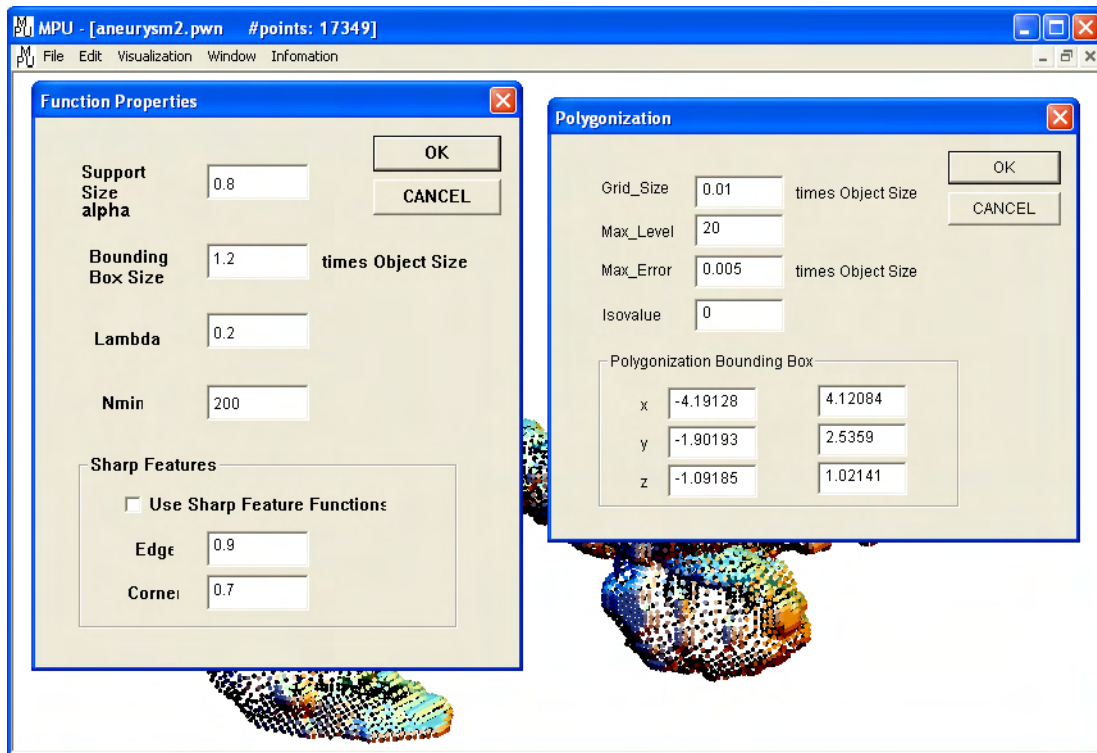 MPU - [aneurysm2.pwn #points: 17349]
File Edit Visualization Window Infomation
Function Properties
OK
CANCEL
Support
Size
alpha
0.8
Bounding
Box Size
1.2
times Object Size
Lambda
0.2
Nmin
200
Sharp Features
Use Sharp Feature Functions
Edge
0.9
Corner
0.7
Polygonization
OK
CANCEL
Grid_Size 0.01 times Object Size
Max_Level 20
Max_Error 0.005 times Object Size
Isovalue 0
Polygonization Bounding Box
x -4.19128 4.12084
y -1.90193 2.5359
z -1.09185 1.02141